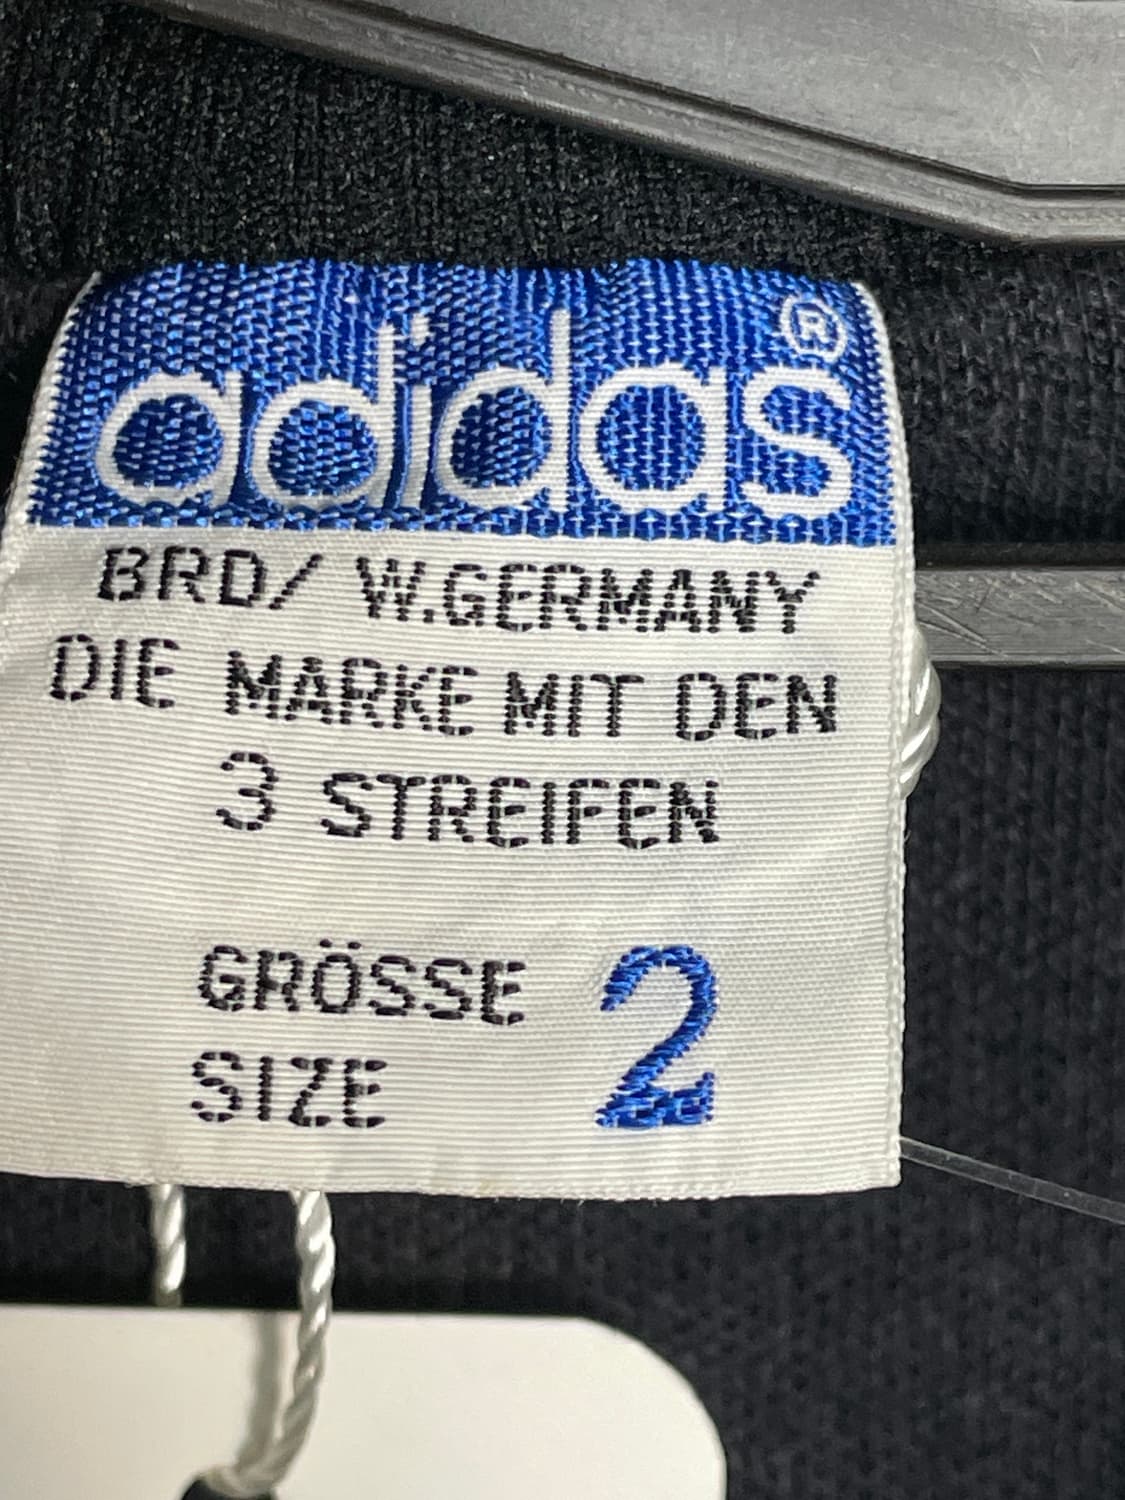 adidas®
BRD/ W.GERMANY
DIE MARKE MIT DEN
3 STREIFEN
GRÖSSE 2
SIZE